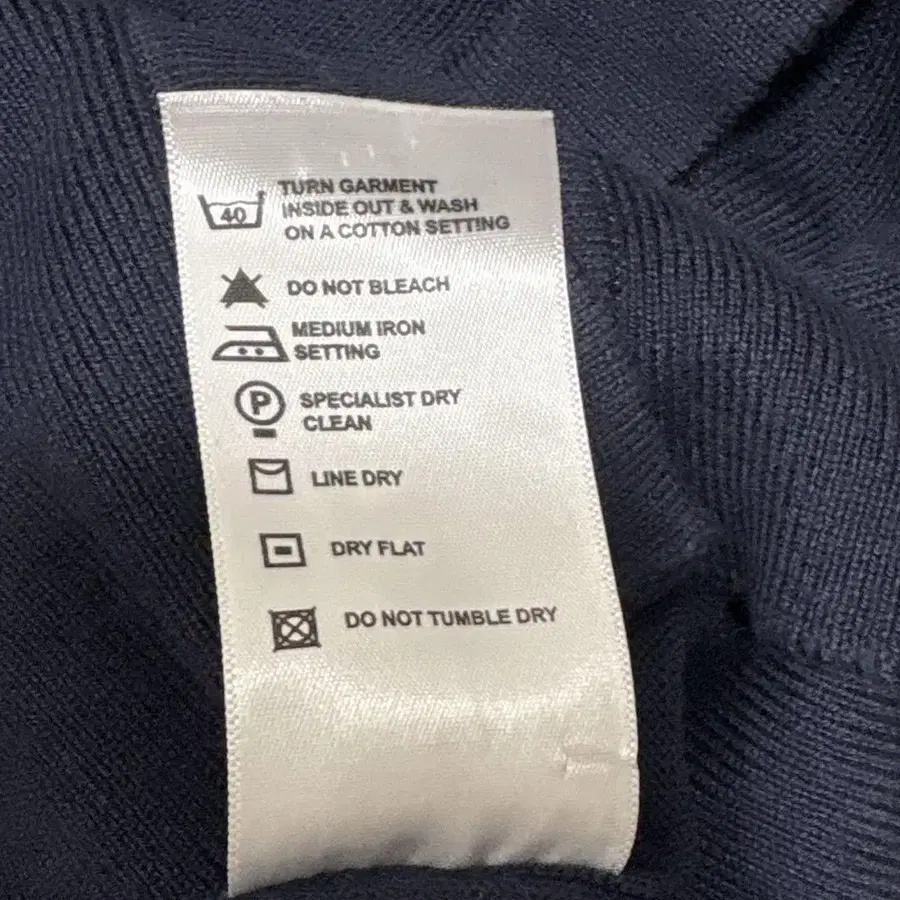 40
TURN GARMENT
INSIDE OUT & WASH
ON A COTTON SETTING
DO NOT BLEACH
MEDIUM IRON
SETTING
P
SPECIALIST DRY
CLEAN
LINE DRY
DRY FLAT
DO NOT TUMBLE DRY